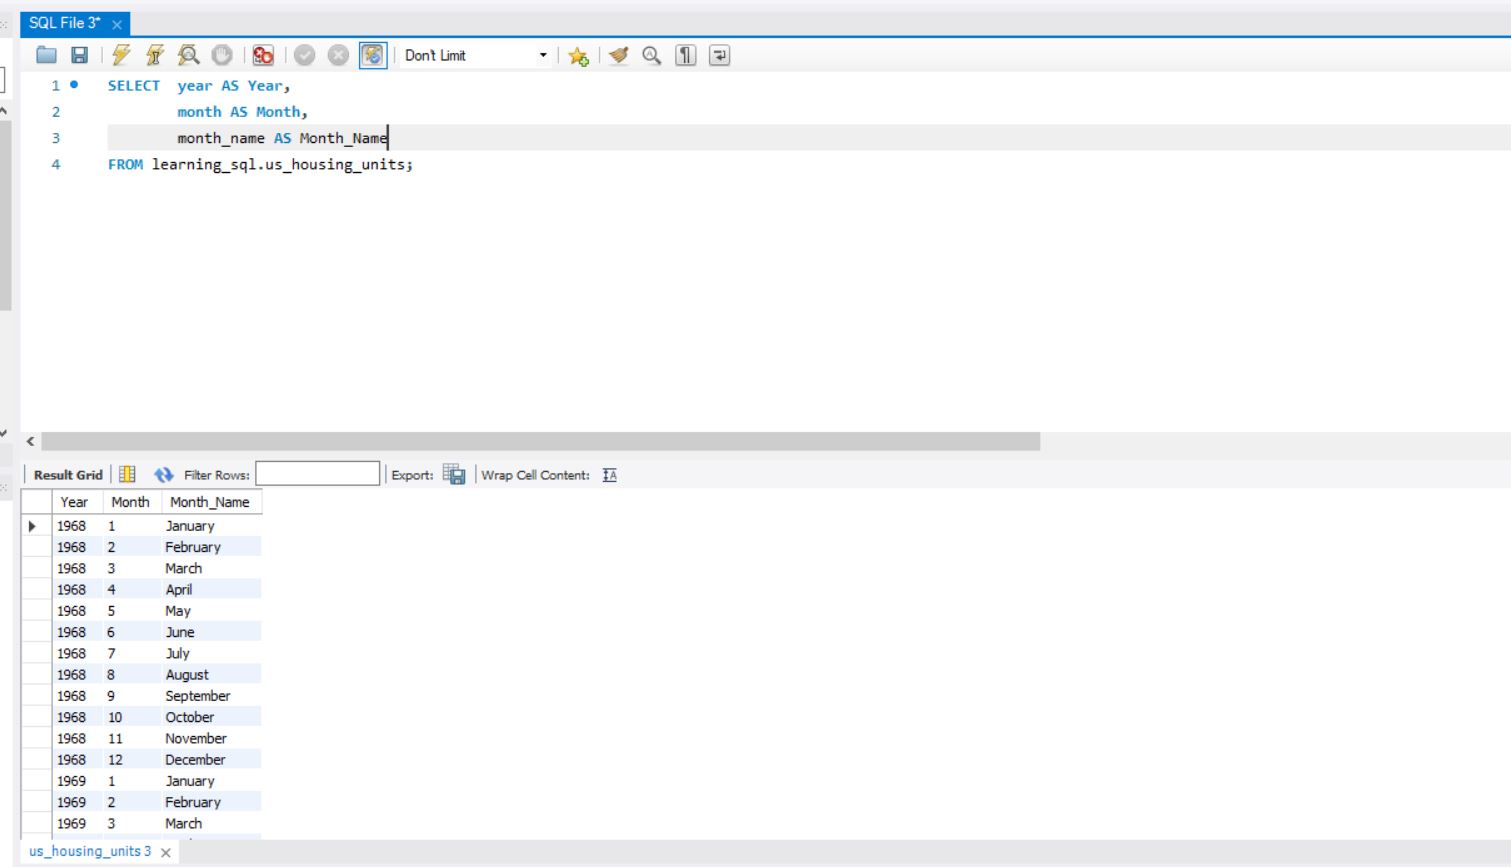 SQL File 3*
Don't Limit
1 SELECT year AS Year,
2 month AS Month,
3 month_name AS Month_Name
4 FROM learning_sql.us_housing_units;
Result Grid Filter Rows: Export: Wrap Cell Content:
Year Month Month_Name
1968 1 January
1968 2 February
1968 3 March
1968 4 April
1968 5 May
1968 6 June
1968 7 July
1968 8 August
1968 9 September
1968 10 October
1968 11 November
1968 12 December
1969 1 January
1969 2 February
1969 3 March
us_housing_units 3